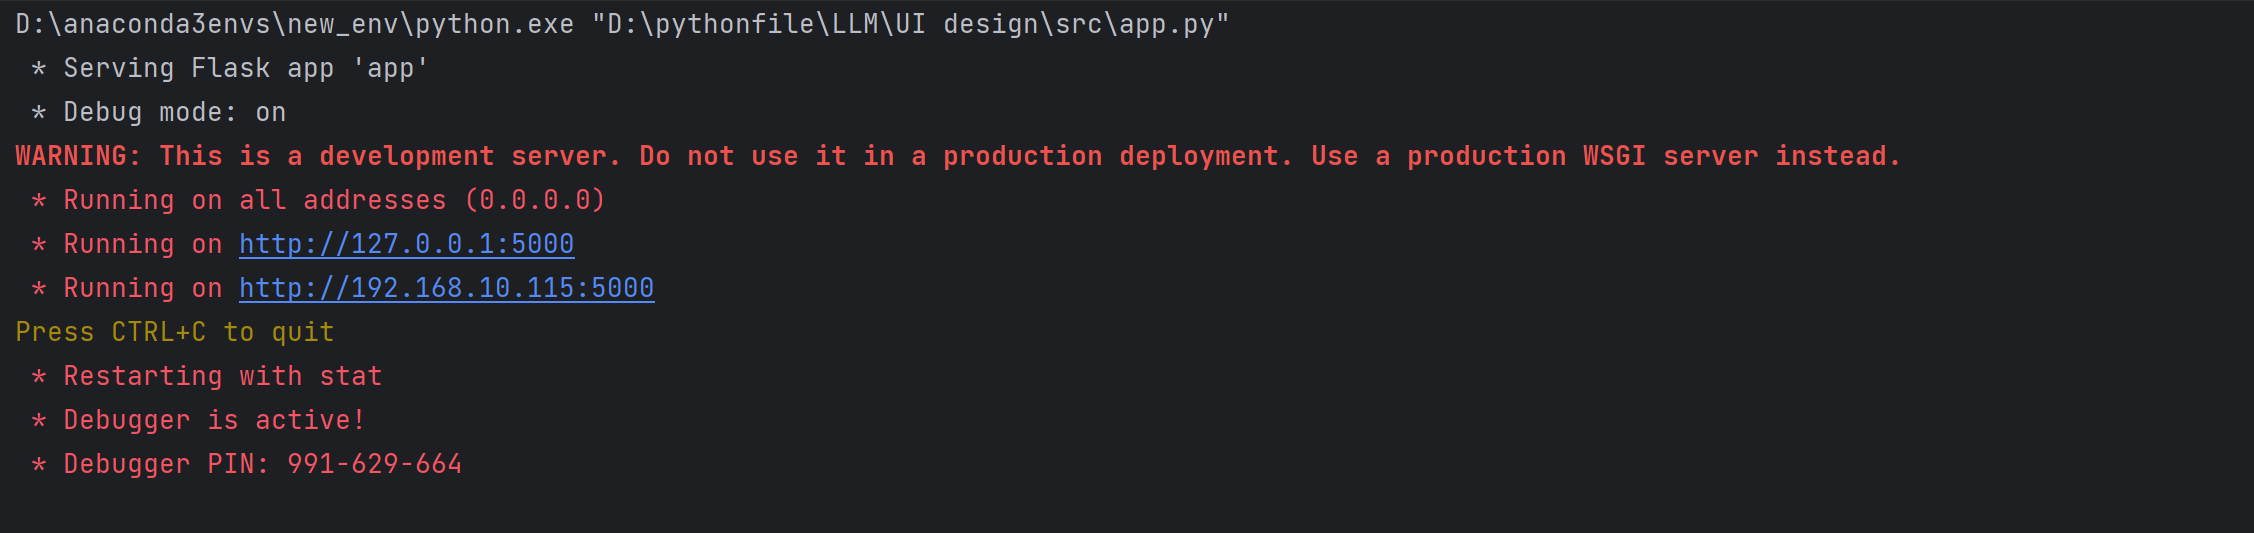 D:\anaconda3envs\new_env\python.exe "D:\pythonfile\LLM\UI design\src\app.py"
 * Serving Flask app 'app'
 * Debug mode: on
WARNING: This is a development server. Do not use it in a production deployment. Use a production WSGI server instead.
 * Running on all addresses (0.0.0.0)
 * Running on http://127.0.0.1:5000
 * Running on http://192.168.10.115:5000
Press CTRL+C to quit
 * Restarting with stat
 * Debugger is active!
 * Debugger PIN: 991-629-664